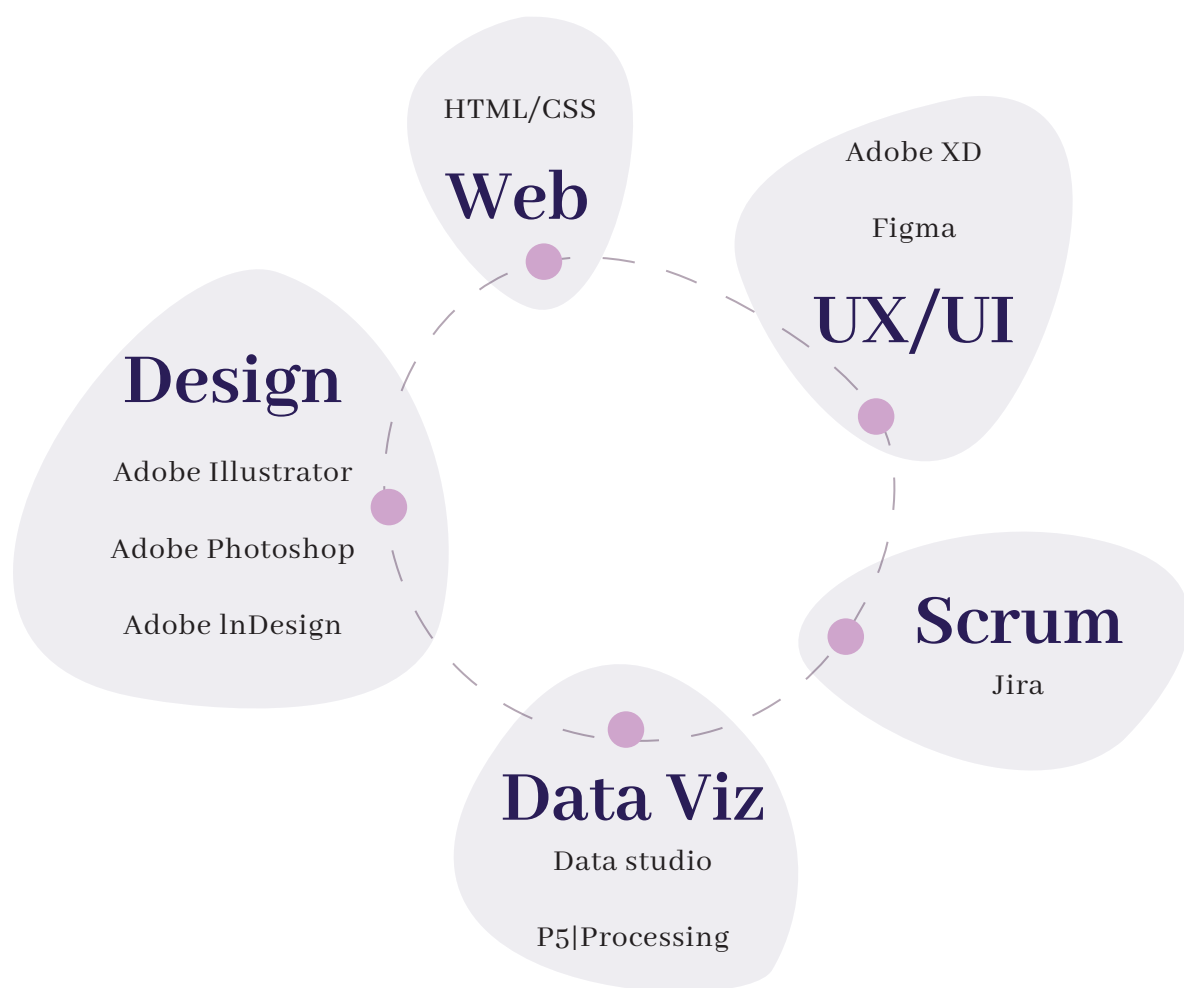 HTML/CSS
Web
Adobe XD
Figma
UX/UI
Design
Adobe Illustrator
Adobe Photoshop
Adobe lnDesign
Scrum
Jira
Data Viz
Data studio
P5|Processing